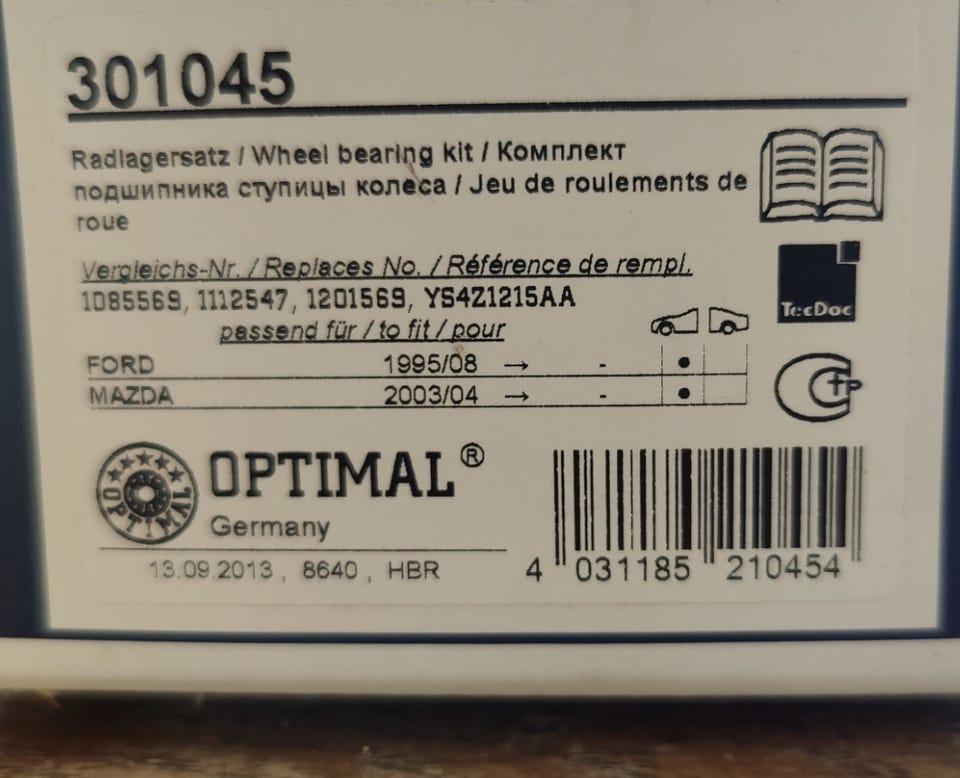 301045
Radlagersatz / Wheel bearing kit / Комплект
подшипника ступицы колеса / Jeu de roulements de
roue
Vergleichs-Nr. / Replaces No. / Référence de rempl.
1085569, 1112547, 1201569, YS4Z1215AA
passend für / to fit / pour
FORD 1995/08 → -
MAZDA 2003/04 → -
TecDoc
OPTIMAL
OPTIMAL®
Germany
13.09.2013, 8640, HBR
4 031185 210454